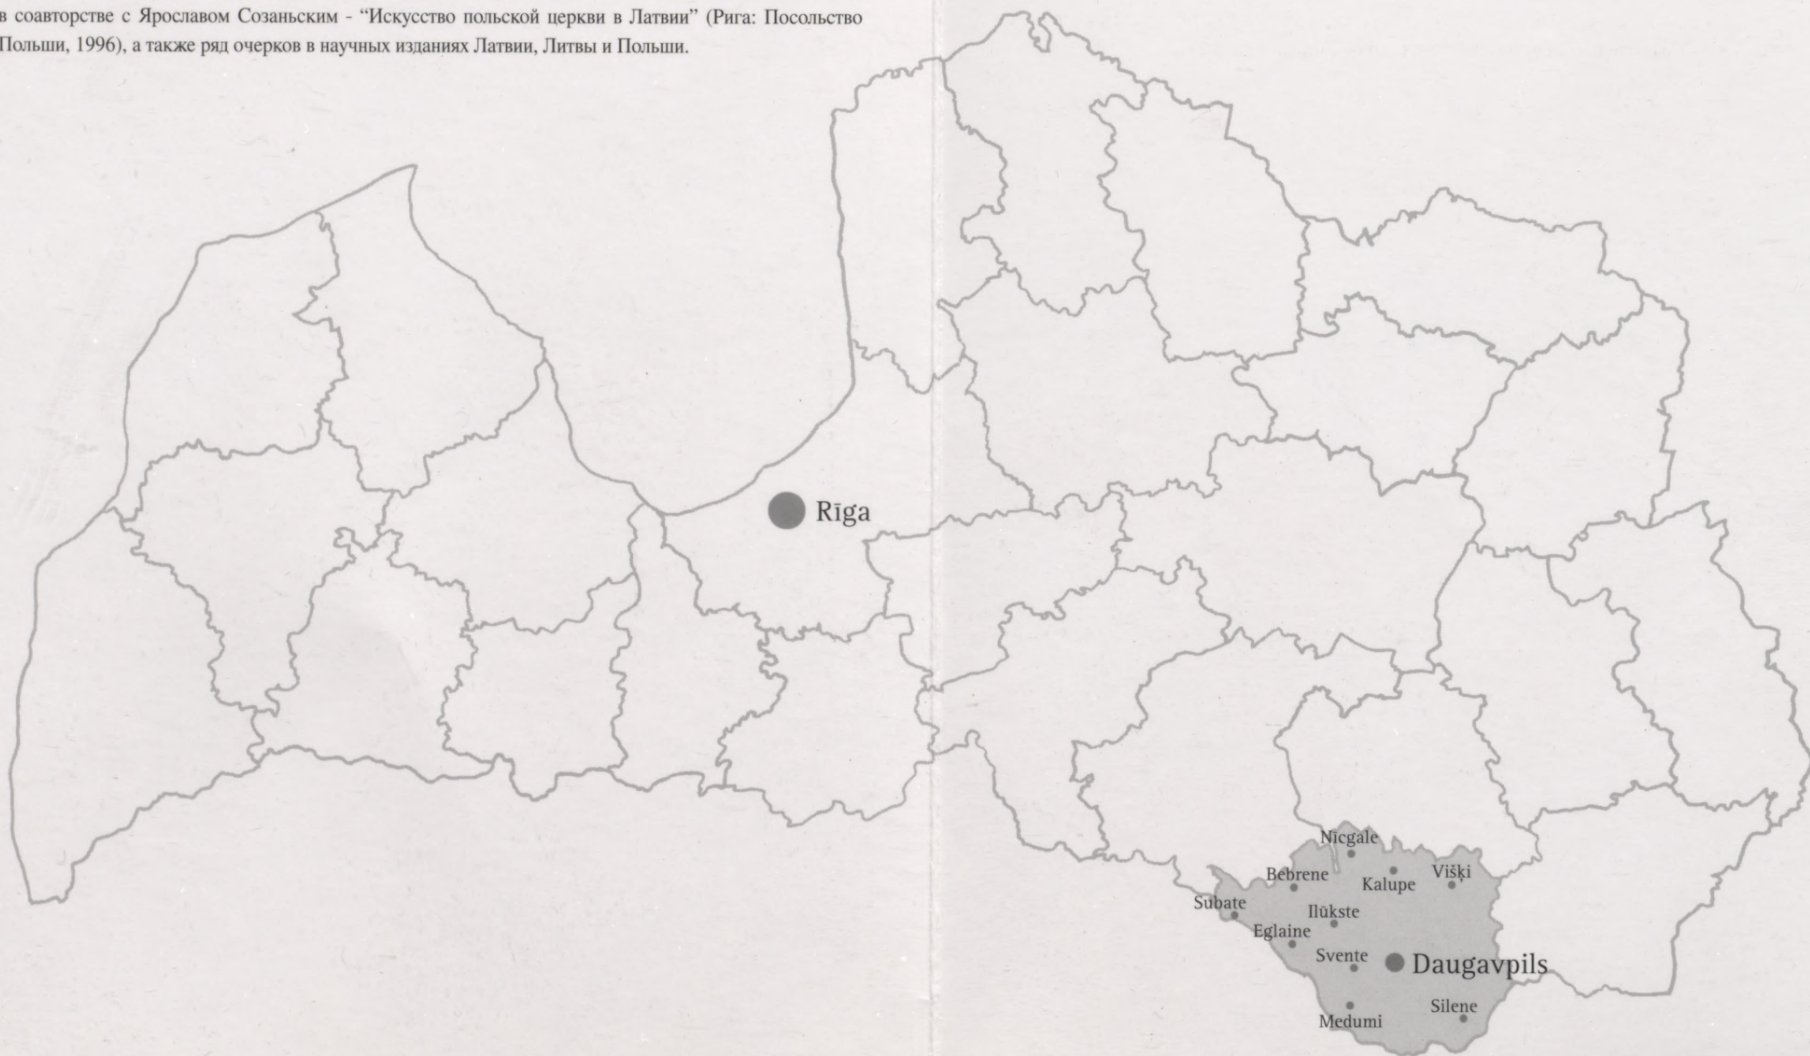 в соавторстве с Ярославом Созаньским - “Искусство польской церкви в Латвии” (Рига: Посольство
Польши, 1996), а также ряд очерков в научных изданиях Латвии, Литвы и Польши.
Rīga
Nīcgale
Bebrene
Kalupe
Višķi
Subate
Ilūkste
Eglaine
Svente
Daugavpils
Silene
Medumi